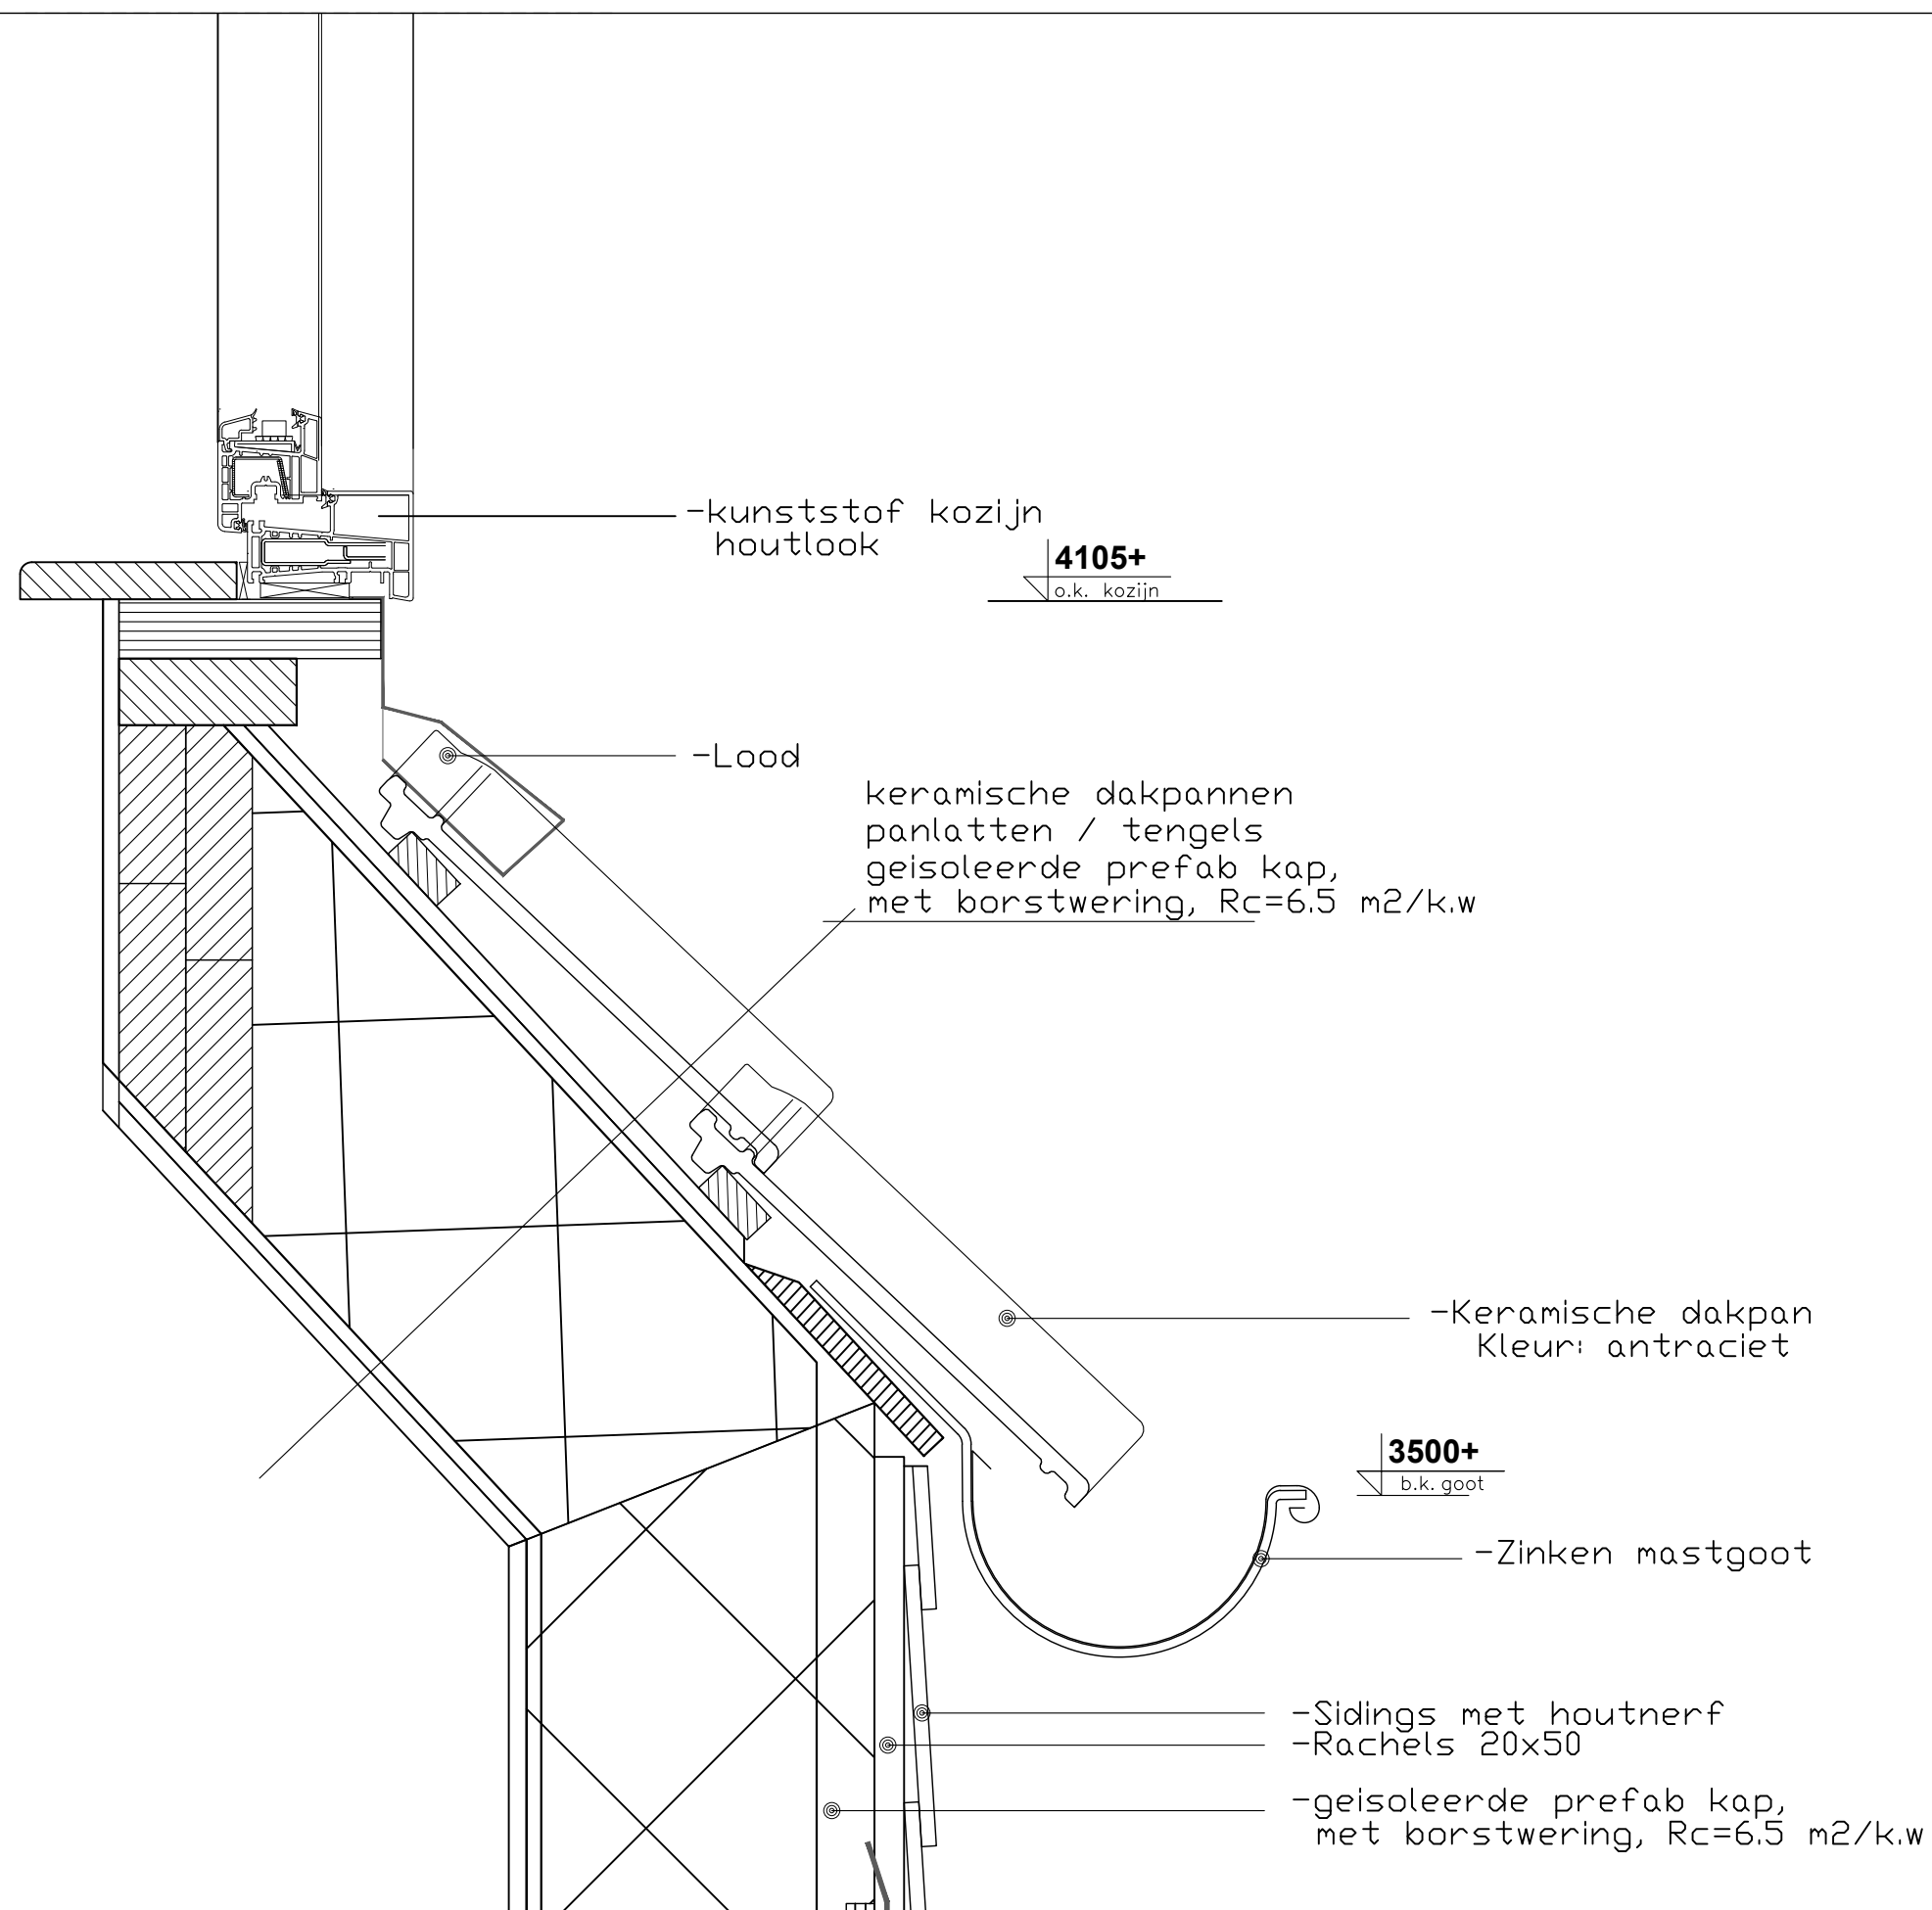 -kunststof kozijn
houtlook
4105+
o.k. kozijn
-Lood
keramische dakpannen
panlatten / tengels
geisoleerde prefab kap,
met borstwering, Rc=6.5 m2/k.w
-Keramische dakpan
Kleur: antraciet
3500+
b.k. goot
-Zinken mastgoot
-Sidings met houtnerf
-Rachels 20x50
-geisoleerde prefab kap,
met borstwering, Rc=6.5 m2/k.w